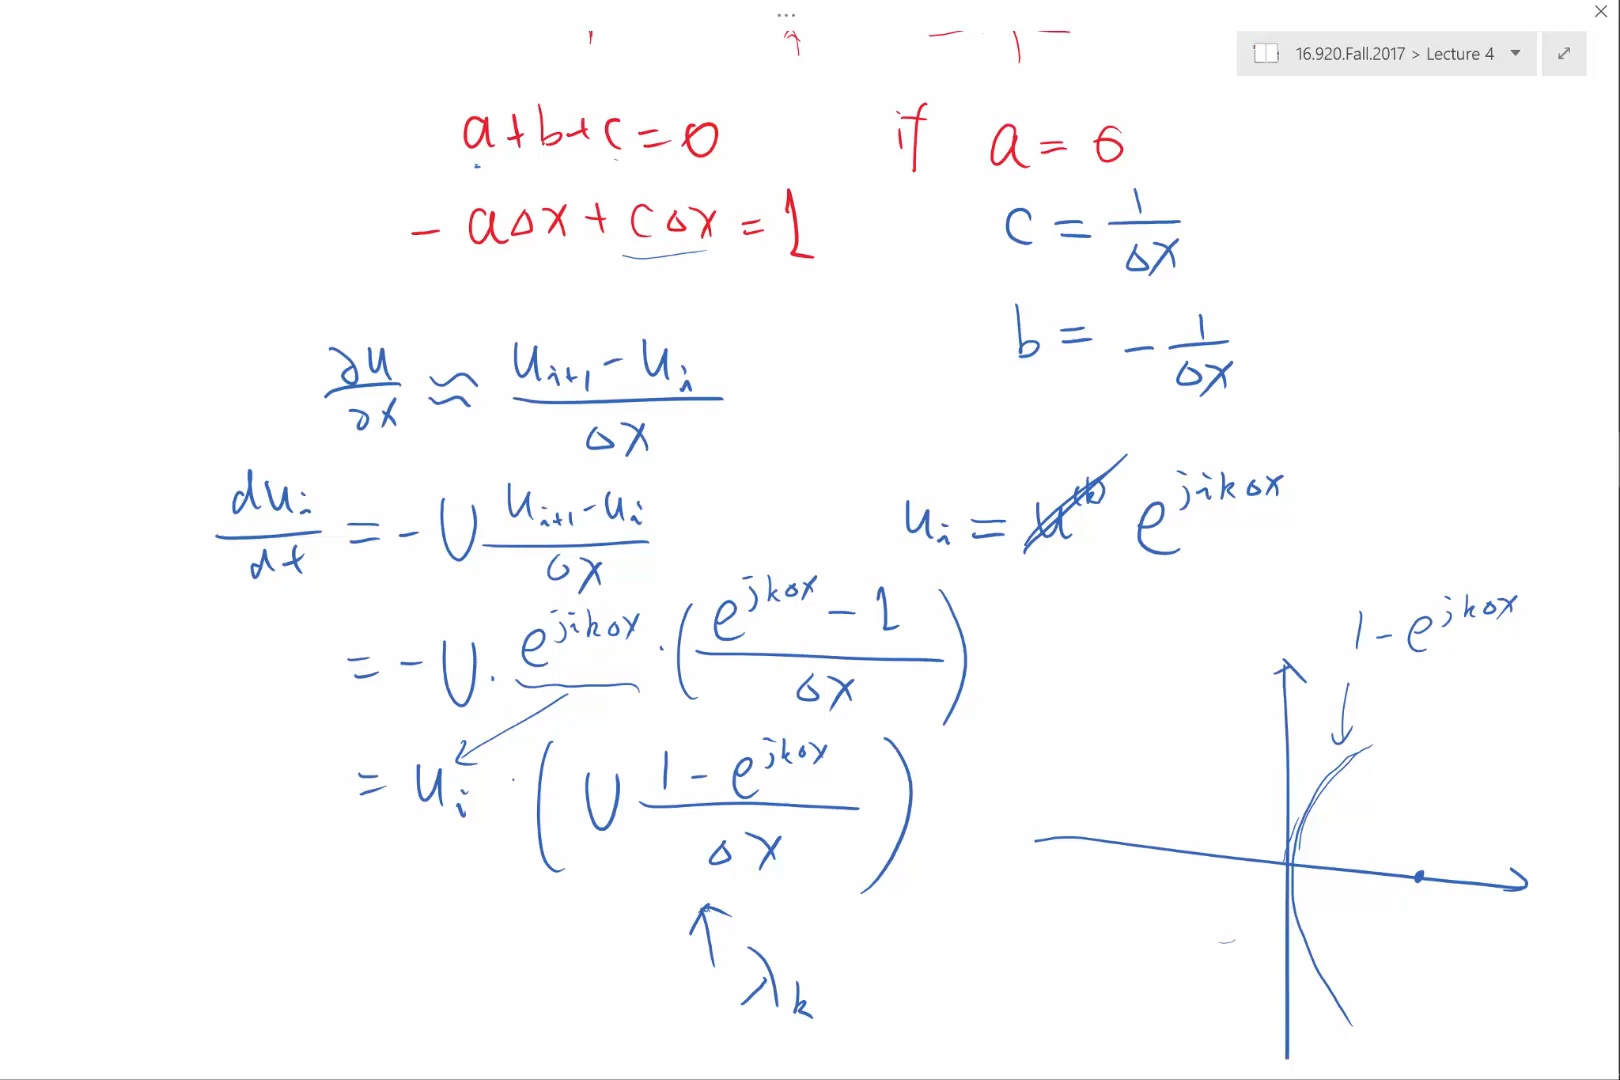 16.920.Fall.2017 > Lecture 4
a+b+c=0
if a = 0
- aΔx + cΔx = 1
c = 1/Δx
b = - 1/Δx
∂u/∂x ≈ (u_{i+1} - u_i)/Δx
du_i/dt = - U (u_{i+1} - u_i)/Δx
u_i = e^{jikΔx}
= - U · e^{jikΔx} · ( (e^{jkΔx} - 1)/Δx )
1 - e^{jkΔx}
= u_i · ( U (1 - e^{jkΔx})/Δx )
λ_k